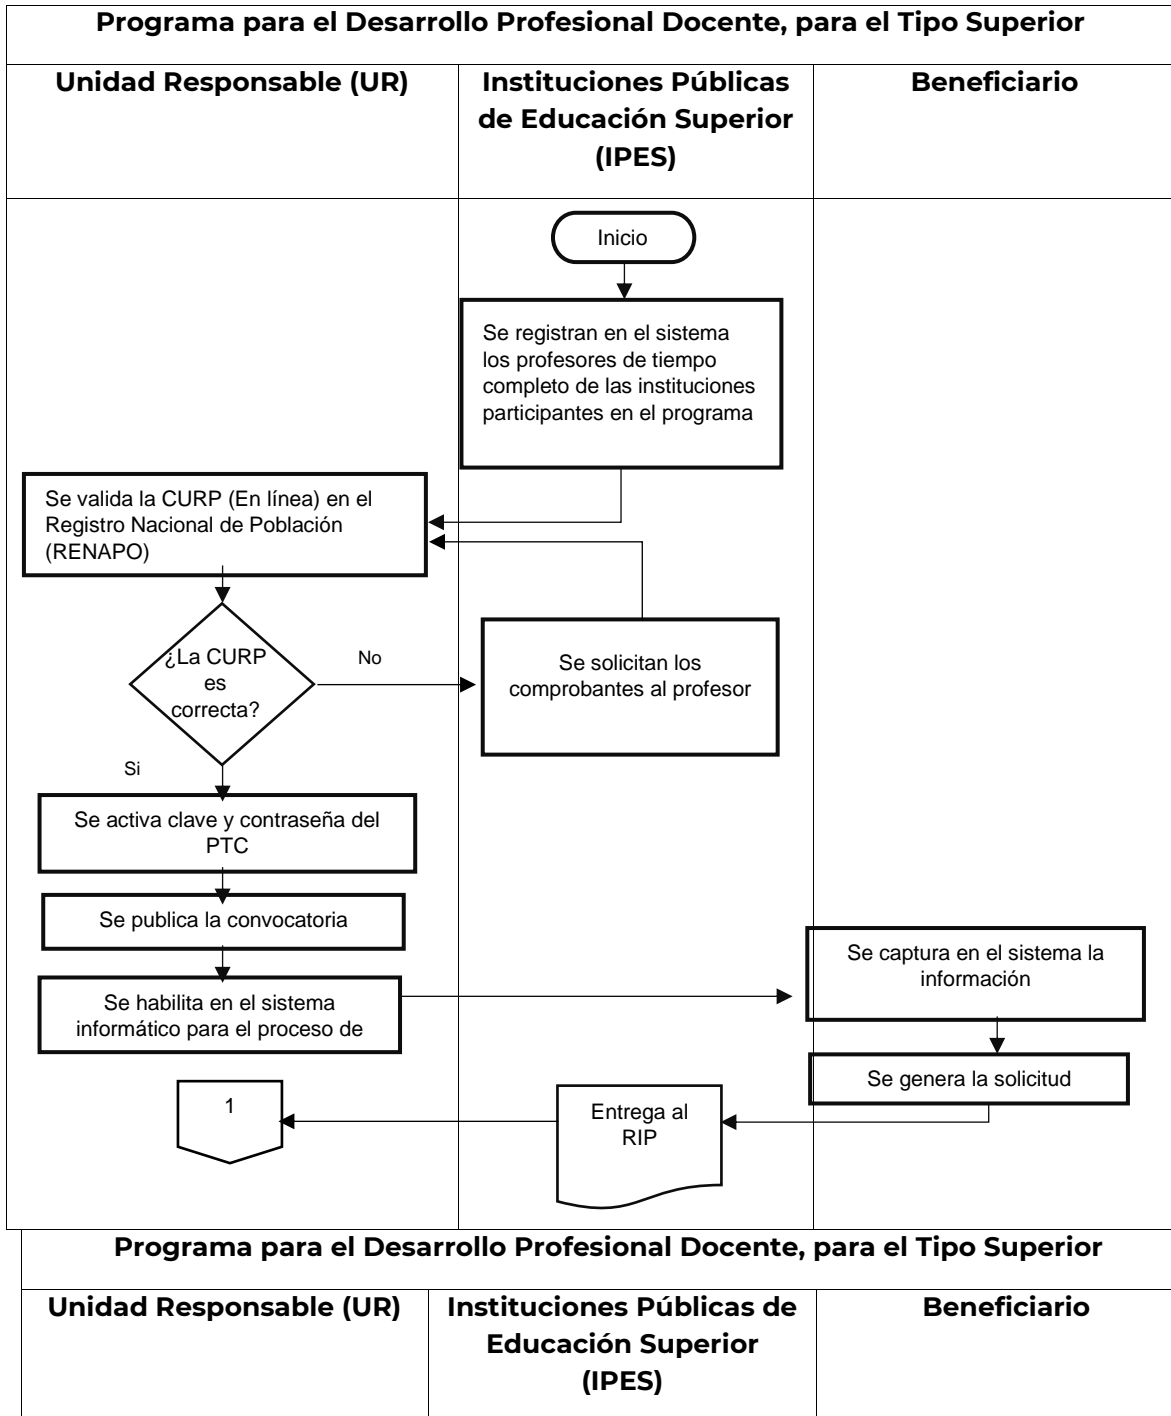 Programa para el Desarrollo Profesional Docente, para el Tipo Superior
Unidad Responsable (UR)
Instituciones Públicas
de Educación Superior
(IPES)
Beneficiario
Inicio
Se registran en el sistema
los profesores de tiempo
completo de las instituciones
participantes en el programa
Se valida la CURP (En línea) en el
Registro Nacional de Población
(RENAPO)
¿La CURP
es
correcta?
No
Se solicitan los
comprobantes al profesor
Si
Se activa clave y contraseña del
PTC
Se publica la convocatoria
Se habilita en el sistema
informático para el proceso de
Se captura en el sistema la
información
Se genera la solicitud
Entrega al
RIP
1
Programa para el Desarrollo Profesional Docente, para el Tipo Superior
Unidad Responsable (UR)
Instituciones Públicas de
Educación Superior
(IPES)
Beneficiario